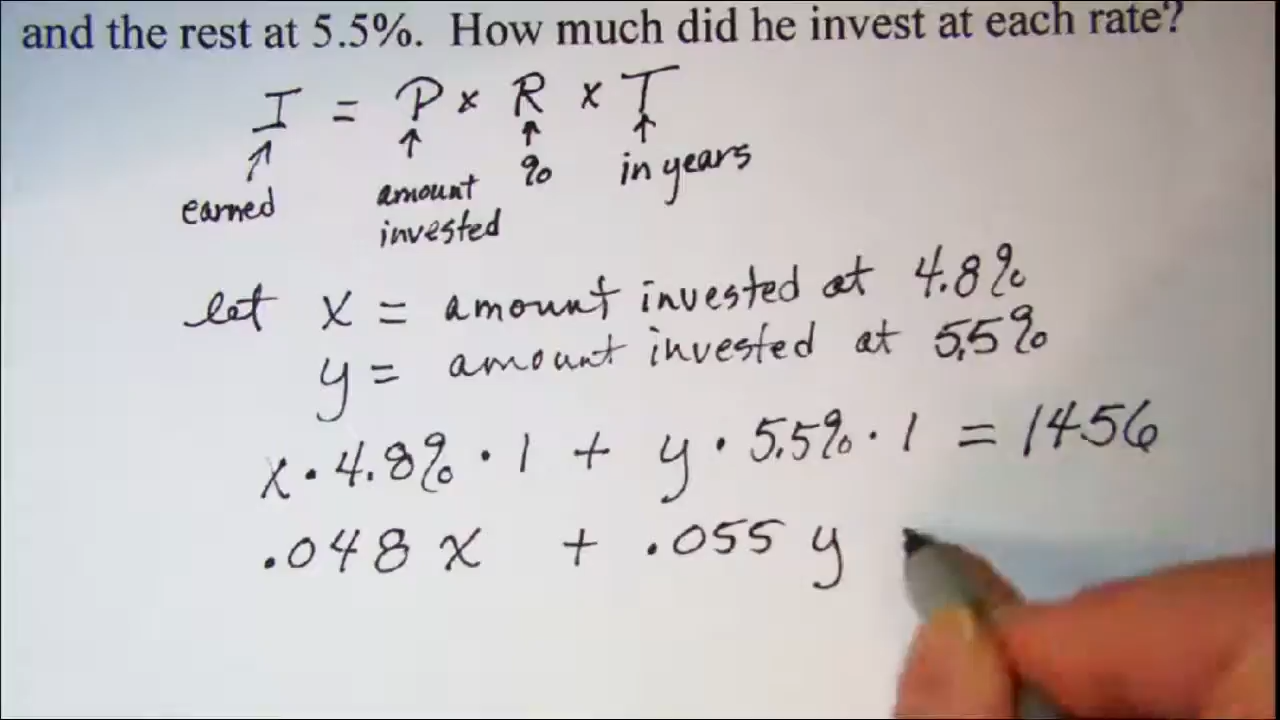 and the rest at 5.5%. How much did he invest at each rate?
I = P x R x T
earned amount invested % in years
let x = amount invested at 4.8%
y = amount invested at 5.5%
x · 4.8% · 1 + y · 5.5% · 1 = 1456
.048 x + .055 y